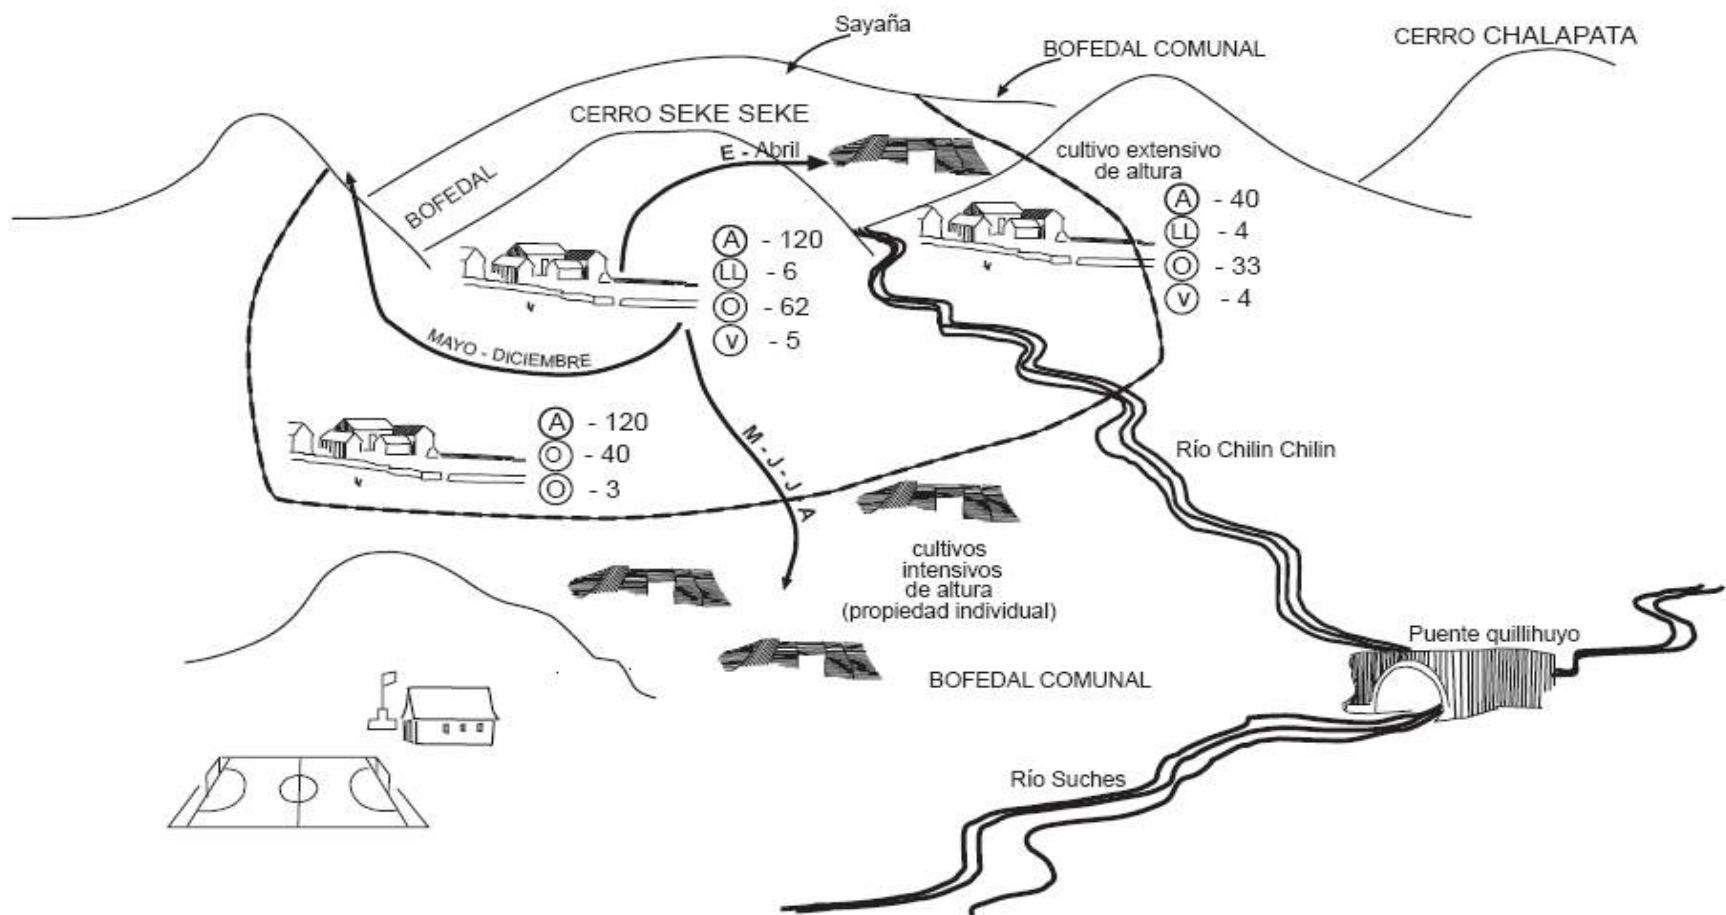 Sayaña
BOFEDAL COMUNAL
CERRO CHALAPATA
CERRO SEKE SEKE
E - Abril
cultivo extensivo
de altura
BOFEDAL
A - 40
LL - 4
O - 33
v - 4
A - 120
LL - 6
O - 62
v - 5
MAYO - DICIEMBRE
A - 120
O - 40
O - 3
M - J - J - A
Río Chilin Chilin
cultivos
intensivos
de altura
(propiedad individual)
Puente quillihuyo
BOFEDAL COMUNAL
Río Suches